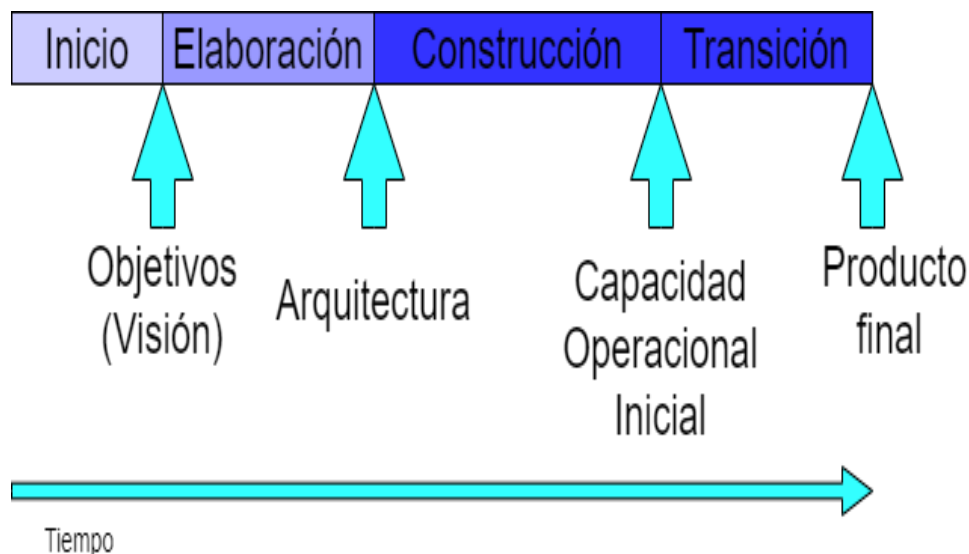 Inicio Elaboración Construcción Transición
Objetivos
(Visión)
Arquitectura
Capacidad
Operacional
Inicial
Producto
final
Tiempo